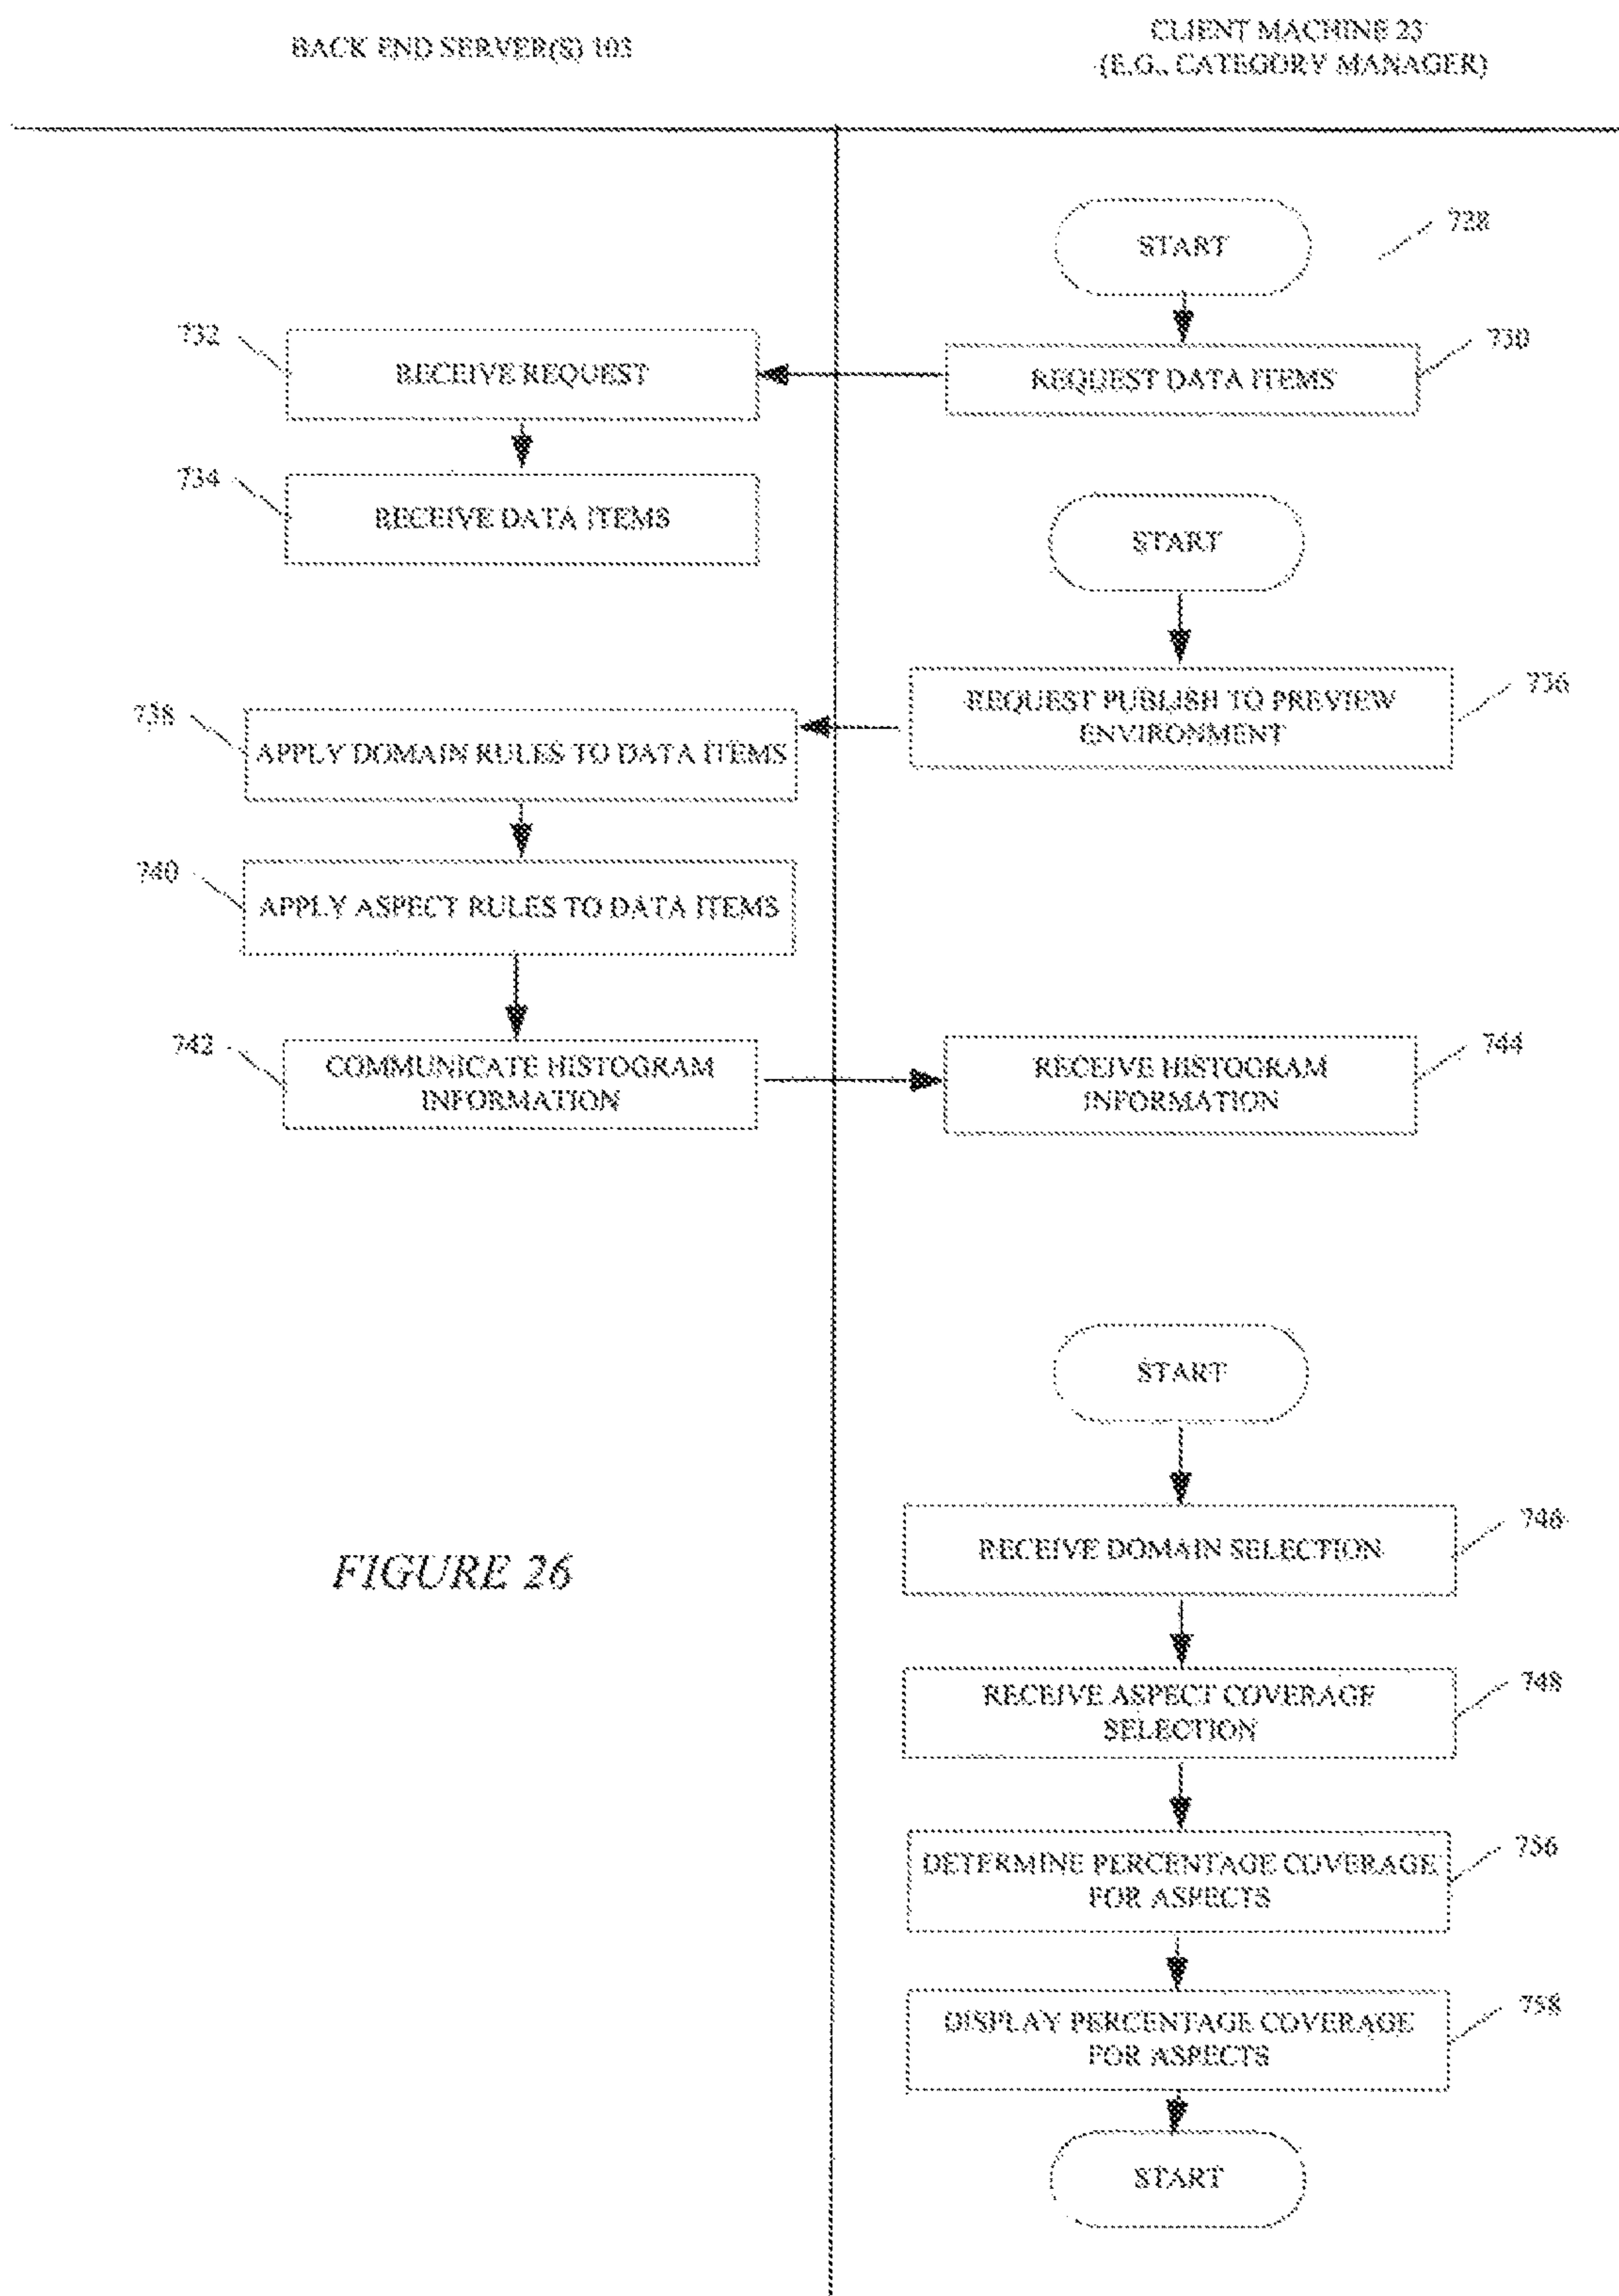 BACK END SERVER(S) 103
CLIENT MACHINE 23
(E.G., CATEGORY MANAGER)
START
728
732
RECEIVE REQUEST
REQUEST DATA ITEMS
730
734
RECEIVE DATA ITEMS
START
REQUEST PUBLISH TO PREVIEW
ENVIRONMENT
736
738
APPLY DOMAIN RULES TO DATA ITEMS
740
APPLY ASPECT RULES TO DATA ITEMS
742
COMMUNICATE HISTOGRAM
INFORMATION
RECEIVE HISTOGRAM
INFORMATION
744
START
RECEIVE DOMAIN SELECTION
746
FIGURE 26
RECEIVE ASPECT COVERAGE
SELECTION
748
DETERMINE PERCENTAGE COVERAGE
FOR ASPECTS
756
DISPLAY PERCENTAGE COVERAGE
FOR ASPECTS
758
START